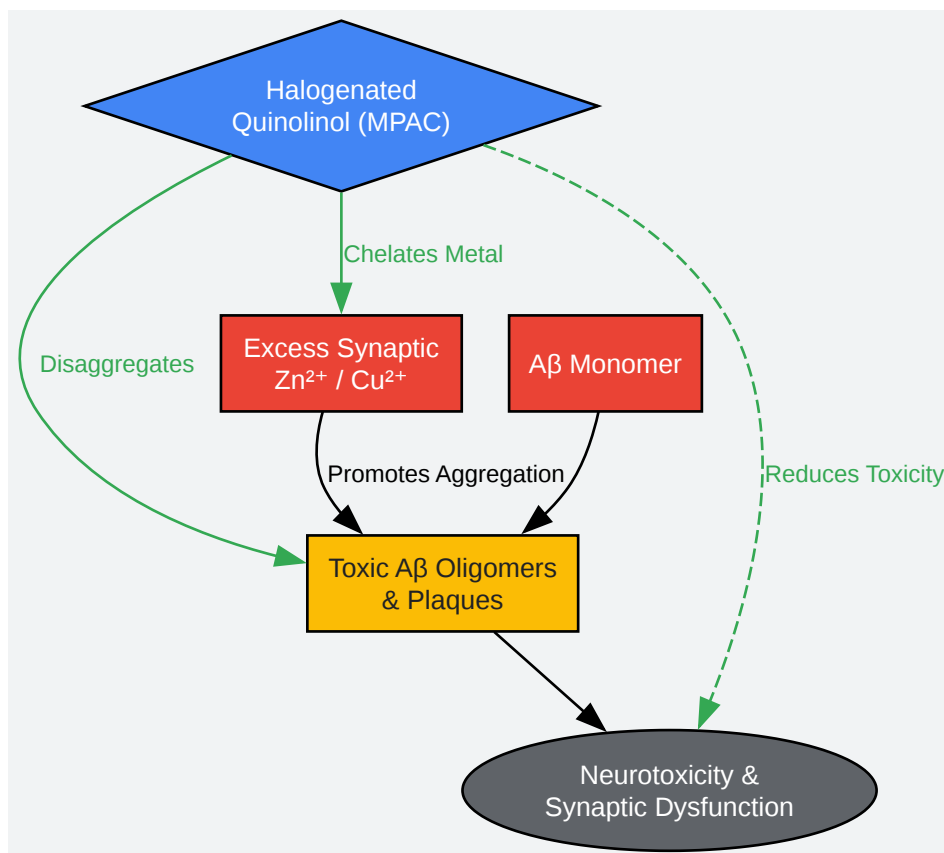 Halogenated
Quinolinol (MPAC)
Chelates Metal
Disaggregates
Excess Synaptic
Zn²⁺ / Cu²⁺
Aβ Monomer
Promotes Aggregation
Reduces Toxicity
Toxic Aβ Oligomers
& Plaques
Neurotoxicity &
Synaptic Dysfunction